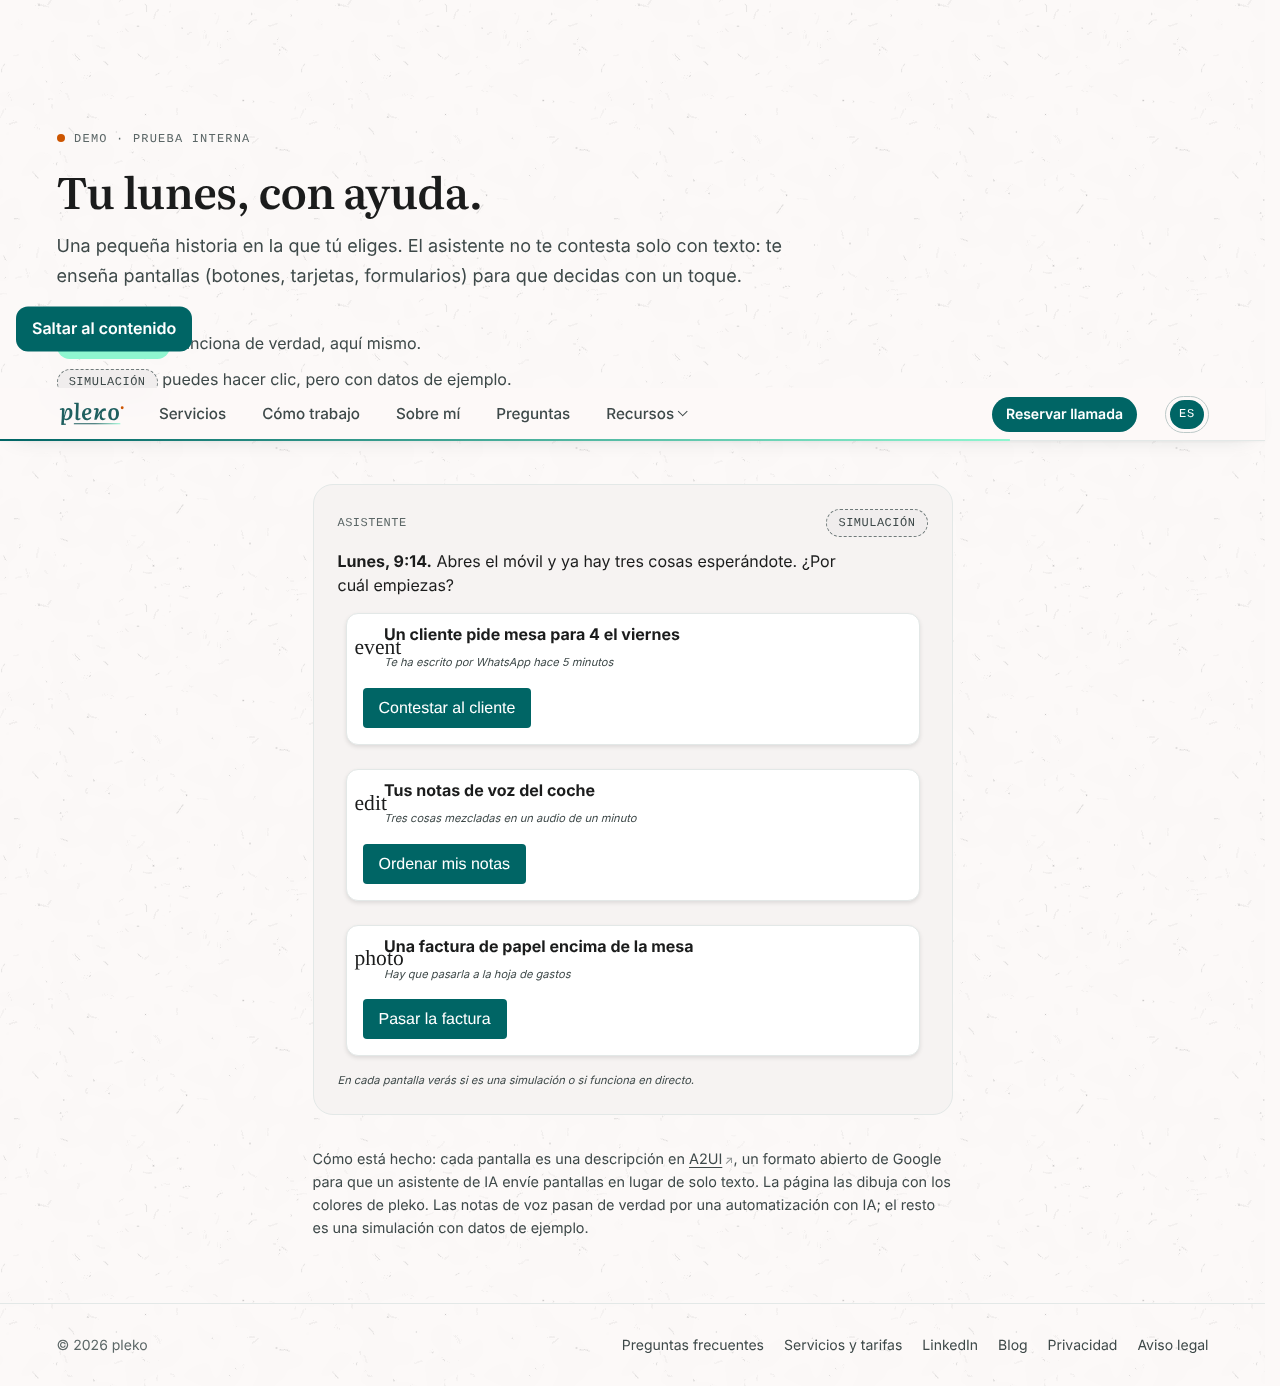 DEMO · PRUEBA INTERNA
Tu lunes, con ayuda.
Una pequeña historia en la que tú eliges. El asistente no te contesta solo con texto: te
enseña pantallas (botones, tarjetas, formularios) para que decidas con un toque.
Saltar al contenido
nciona de verdad, aquí mismo.
SIMULACIÓN puedes hacer clic, pero con datos de ejemplo.
pleko Servicios Cómo trabajo Sobre mí Preguntas Recursos Reservar llamada ES
ASISTENTE SIMULACIÓN
Lunes, 9:14. Abres el móvil y ya hay tres cosas esperándote. ¿Por
cuál empiezas?
Un cliente pide mesa para 4 el viernes
event
Te ha escrito por WhatsApp hace 5 minutos
Contestar al cliente
Tus notas de voz del coche
edit
Tres cosas mezcladas en un audio de un minuto
Ordenar mis notas
Una factura de papel encima de la mesa
photo
Hay que pasarla a la hoja de gastos
Pasar la factura
En cada pantalla verás si es una simulación o si funciona en directo.
Cómo está hecho: cada pantalla es una descripción en A2UI↗, un formato abierto de Google
para que un asistente de IA envíe pantallas en lugar de solo texto. La página las dibuja con los
colores de pleko. Las notas de voz pasan de verdad por una automatización con IA; el resto
es una simulación con datos de ejemplo.
© 2026 pleko Preguntas frecuentes Servicios y tarifas LinkedIn Blog Privacidad Aviso legal